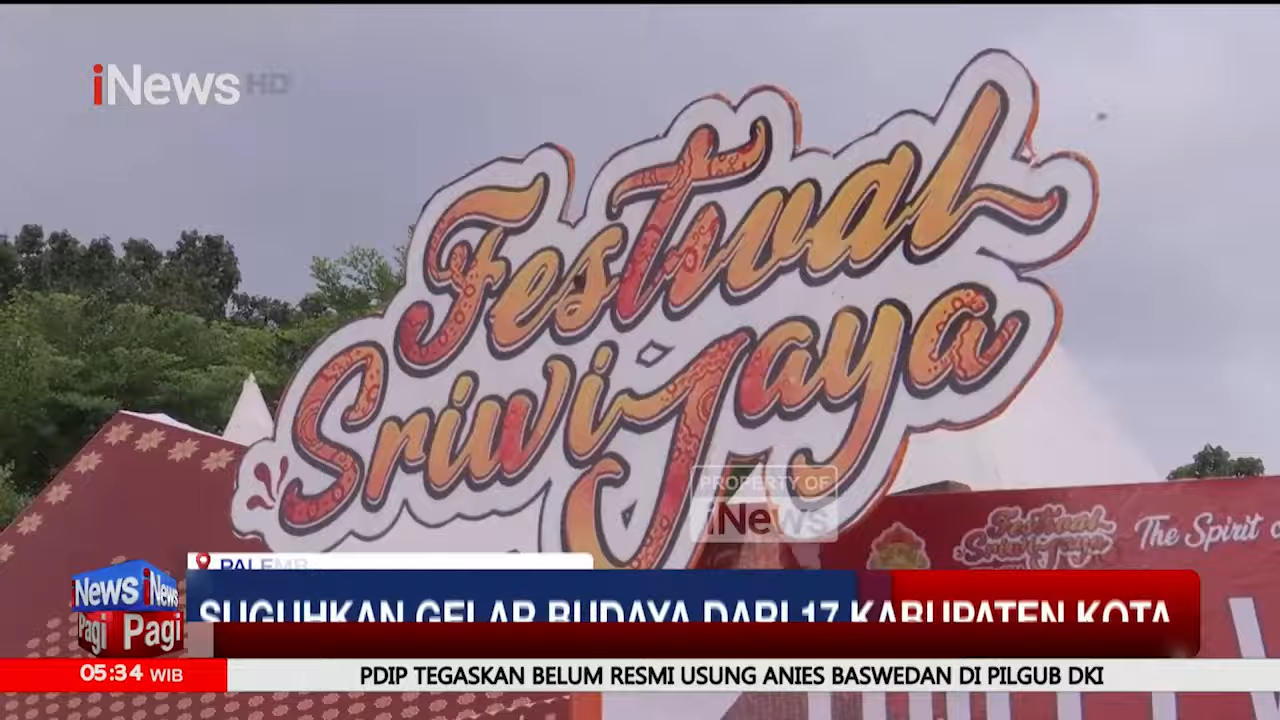 iNews HD
Festival
Sriwijaya
PROPERTY OF
iNews
Festival
Sriwijaya
The Spirit
PALEMB
SUGUHKAN GELAR BUDAYA DARI 17 KABUPATEN KOTA
News iNews
Pagi Pagi
05:34 WIB
PDIP TEGASKAN BELUM RESMI USUNG ANIES BASWEDAN DI PILGUB DKI